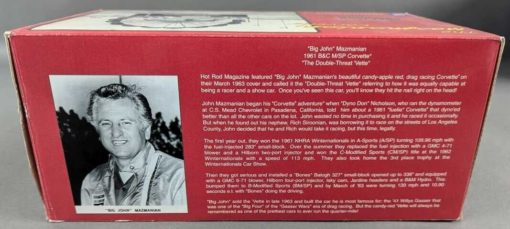 "Big John" Mazmanian
1961 B&C M/SP Corvette"
"The Double-Threat 'Vette"
Hot Rod Magazine featured "Big John" Mazmanian's beautiful candy-apple red, drag racing Corvette" on
their March 1963 cover and called it the "Double-Threat 'Vette" referring to how it was equally capable at
being a racer and a show car. Once you've seen this car, you'll know they hit the nail right on the head!
John Mazmanian began his "Corvette" adventure" when "Dyno Don" Nicholson, who ran the dynamometer
at C.S. Mead Chevrolet in Pasadena, California, told him about a 1961 "fuelie" Corvette" that dyno'ed
better than all the other cars on the lot. John wasted no time in purchasing it and he raced it occasionally.
But when he found out his nephew, Rich Siroonian, was borrowing it to race on the streets of Los Angeles
County, John decided that he and Rich would take it racing, but this time, legally.
The first year out, they won the 1961 NHRA Winternationals in A-Sports (A/SP) turning 109.96 mph with
the fuel-injected 283" small-block. Over the summer they replaced the fuel injection with a GMC 4-71
blower and a Hilborn two-port injector and won the C-Modified Sports (C/MSP) title at the 1962
Winternationals with a speed of 113 mph. They also took home the 3rd place trophy at the
Winternationals Car Show.
Then they got serious and installed a "Bones" Balogh 327" small-block opened up to 338" and equipped with
a GMC 6-71 blower, Hilborn four-port injector, Isky cam, Jardine headers and a B&M Hydro. This
bumped them to B-Modified Sports (BM/SP) and by March of '63 were turning 133 mph and 10.90
seconds e.t. with "Bones" doing the driving.
"Big John" sold the 'Vette in late 1963 and built the car he is most famous for: the '41 Willys Gasser that
was one of the "Big Four" of the "Gasser Wars" era of drag racing. But the candy-red 'Vette will always be
remembered as one of the prettiest cars to ever run the quarter-mile!
"BIG JOHN" MAZMANIAN